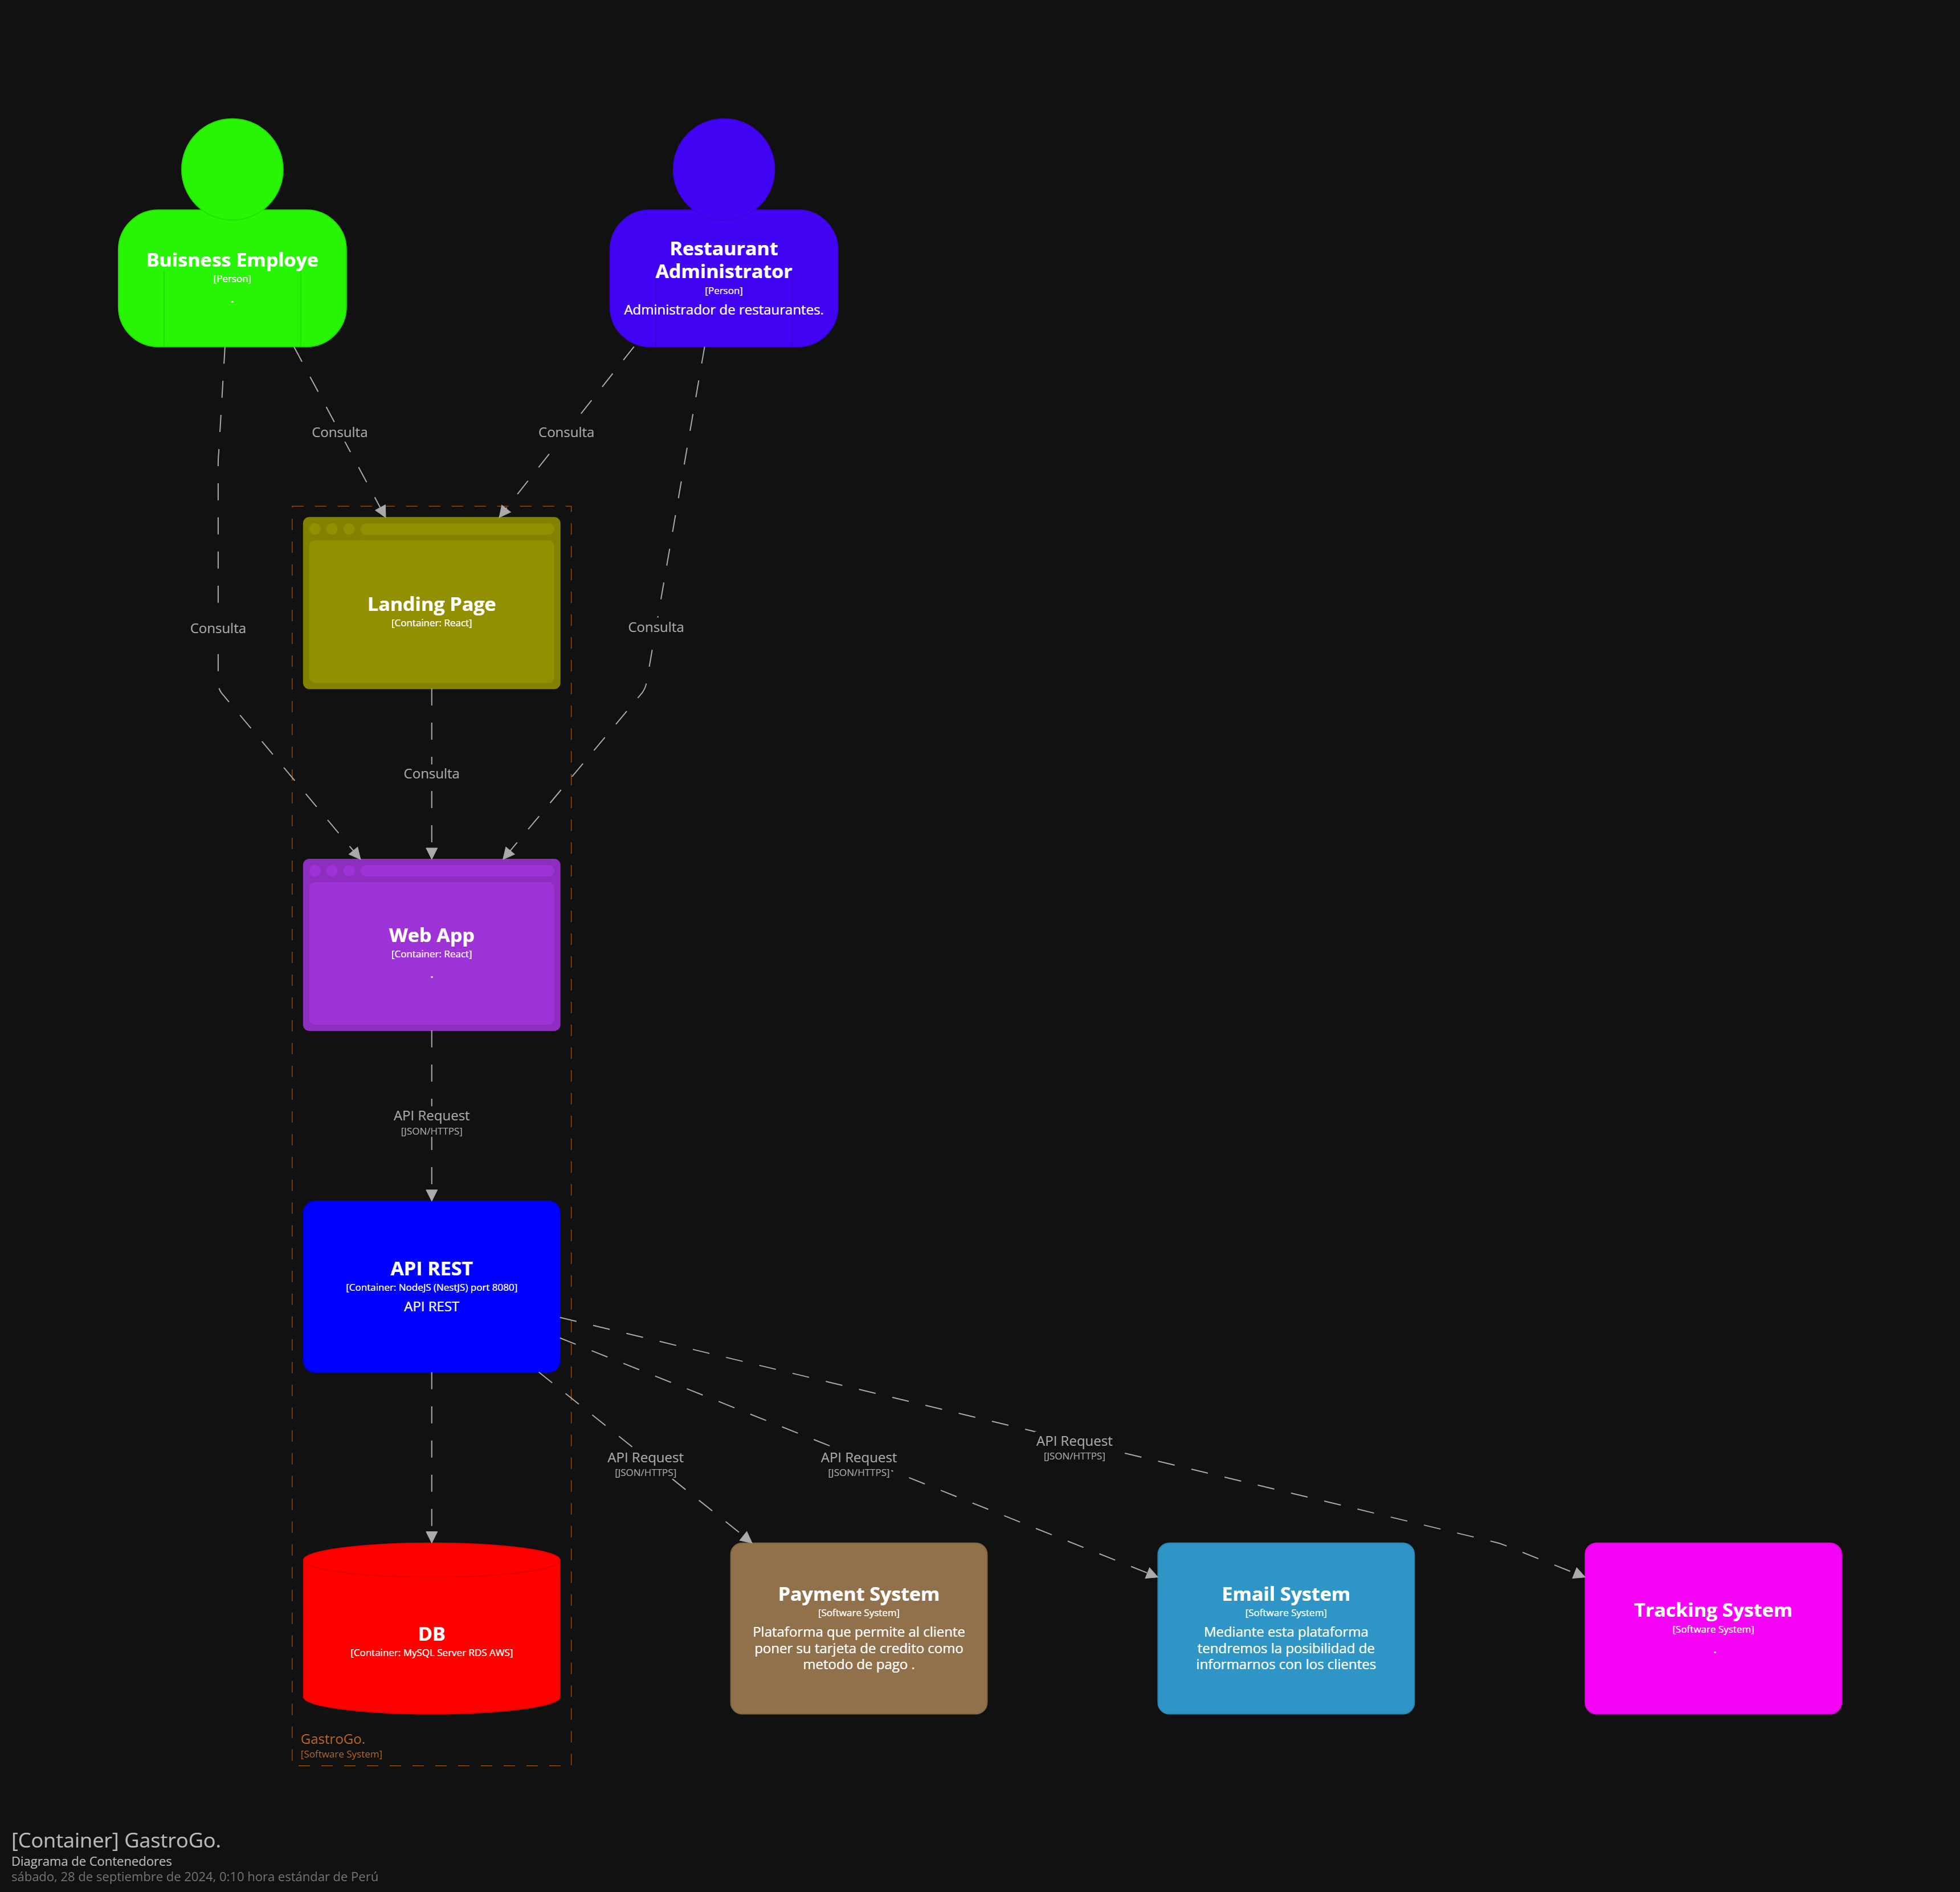 Buisness Employe
[Person]
.
Restaurant
Administrator
[Person]
Administrador de restaurantes.
Consulta
Consulta
Landing Page
[Container: React]
Consulta
Consulta
Consulta
Web App
[Container: React]
.
API Request
[JSON/HTTPS]
API REST
[Container: NodeJS (NestJS) port 8080]
API REST
API Request
[JSON/HTTPS]
API Request
[JSON/HTTPS]
API Request
[JSON/HTTPS]
DB
[Container: MySQL Server RDS AWS]
Payment System
[Software System]
Plataforma que permite al cliente
poner su tarjeta de credito como
metodo de pago .
Email System
[Software System]
Mediante esta plataforma
tendremos la posibilidad de
informarnos con los clientes
Tracking System
[Software System]
.
GastroGo.
[Software System]
[Container] GastroGo.
Diagrama de Contenedores
sábado, 28 de septiembre de 2024, 0:10 hora estándar de Perú